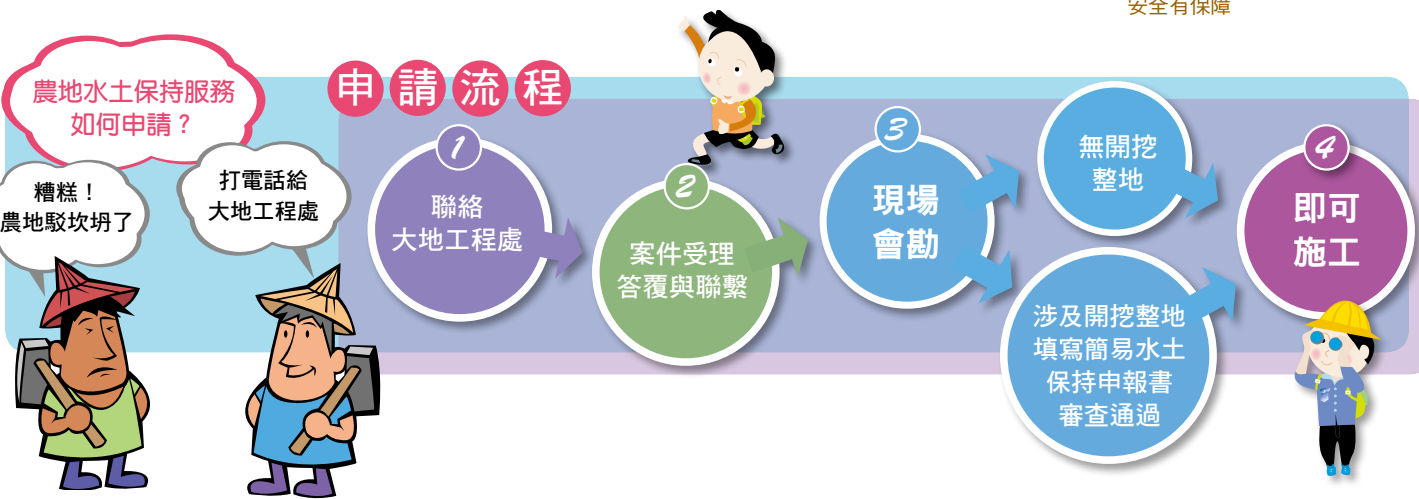 安全有保障
農地水土保持服務
如何申請？
申請流程
糟糕！
農地駁坎坍了
打電話給
大地工程處
1
聯絡
大地工程處
2
案件受理
答覆與聯繫
3
現場
會勘
無開挖
整地
涉及開挖整地
填寫簡易水土
保持申報書
審查通過
4
即可
施工